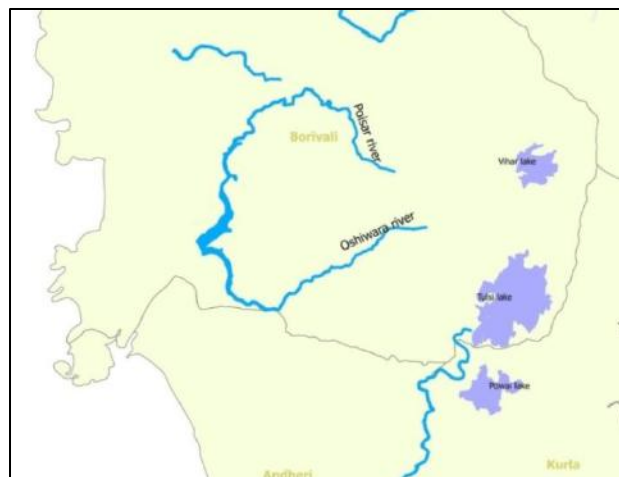 Poisar river
Borivali
Vihar lake
Oshiwara river
Tulsi lake
Powai lake
Andheri
Kurla